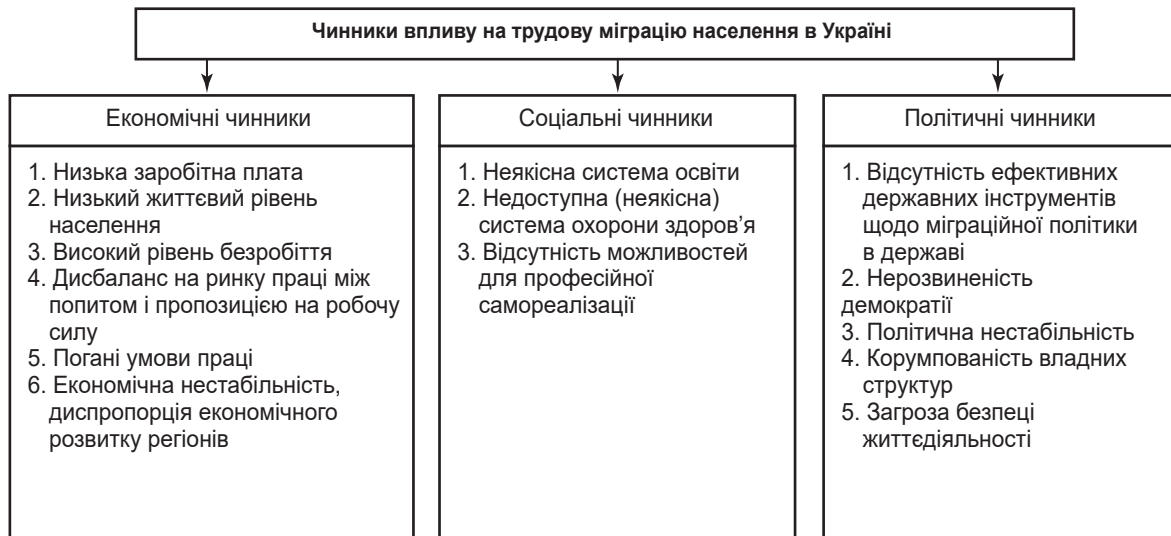 Чинники впливу на трудову міграцію населення в Україні
Економічні чинники
1. Низька заробітна плата
2. Низький життєвий рівень
населення
3. Високий рівень безробіття
4. Дисбаланс на ринку праці між
попитом і пропозицією на робочу
силу
5. Погані умови праці
6. Економічна нестабільність,
диспропорція економічного
розвитку регіонів
Соціальні чинники
1. Неякісна система освіти
2. Недоступна (неякісна)
система охорони здоров’я
3. Відсутність можливостей
для професійної
самореалізації
Політичні чинники
1. Відсутність ефективних
державних інструментів
щодо міграційної політики
в державі
2. Нерозвиненість
демократії
3. Політична нестабільність
4. Корумпованість владних
структур
5. Загроза безпеці
життєдіяльності